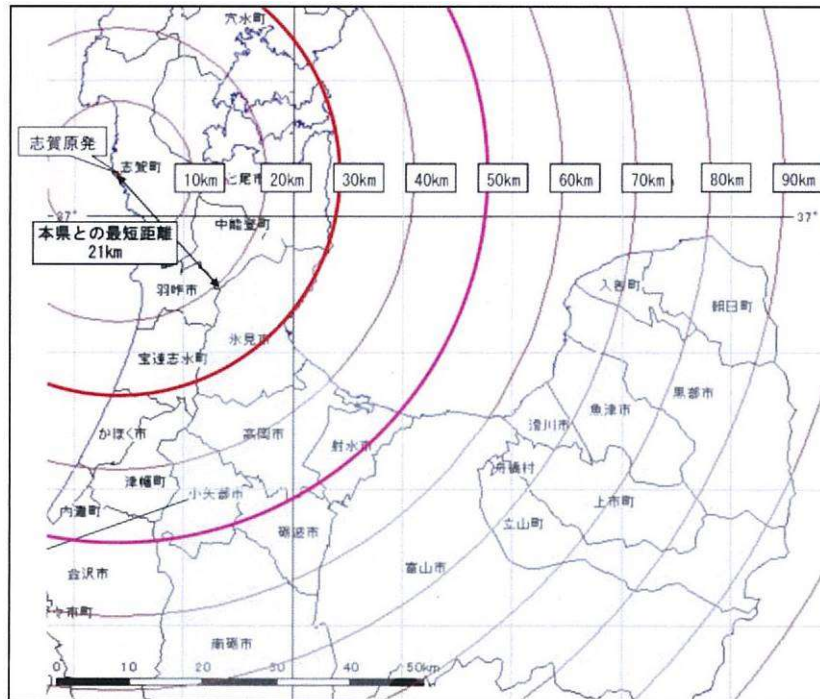 穴水町
志賀原発
志賀町
七尾市
10km
20km
30km
40km
50km
60km
70km
80km
90km
37°
37°
中能登町
本県との最短距離
21km
羽咋市
入善町
朝日町
氷見市
宝達志水町
黒部市
魚津市
かほく市
高岡市
射水市
滑川市
舟橋村
津幡町
小矢部市
上市町
内灘町
砺波市
立山町
金沢市
富山市
々市町
南砺市
0 10 20 30 40 50km